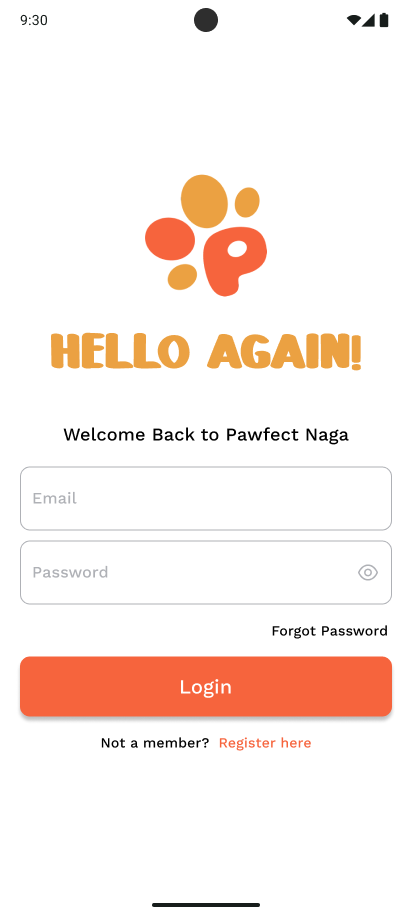 9:30
HELLO AGAIN!
Welcome Back to Pawfect Naga
Email
Password
Forgot Password
Login
Not a member? Register here